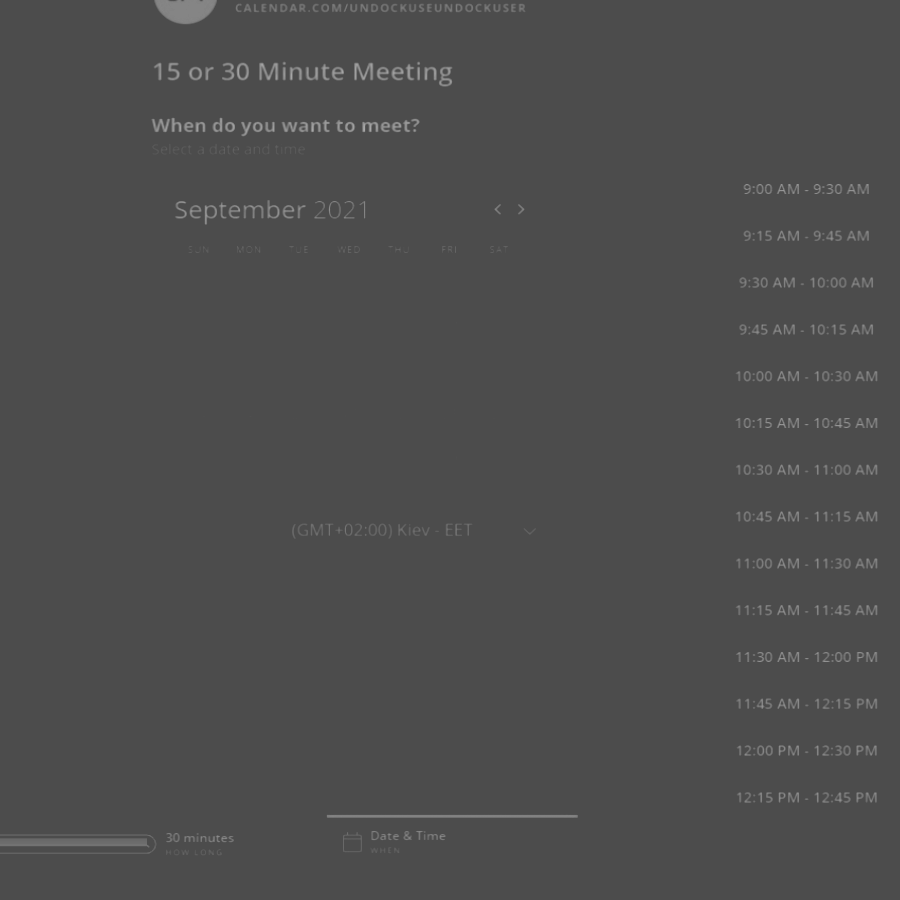 CALENDAR.COM/UNDOCKUSEUNDOCKUSER
15 or 30 Minute Meeting
When do you want to meet?
Select a date and time
September 2021
SUN MON TUE WED THU FRI SAT
(GMT+02:00) Kiev - EET
9:00 AM - 9:30 AM
9:15 AM - 9:45 AM
9:30 AM - 10:00 AM
9:45 AM - 10:15 AM
10:00 AM - 10:30 AM
10:15 AM - 10:45 AM
10:30 AM - 11:00 AM
10:45 AM - 11:15 AM
11:00 AM - 11:30 AM
11:15 AM - 11:45 AM
11:30 AM - 12:00 PM
11:45 AM - 12:15 PM
12:00 PM - 12:30 PM
12:15 PM - 12:45 PM
30 minutes
HOW LONG
Date & Time
WHEN